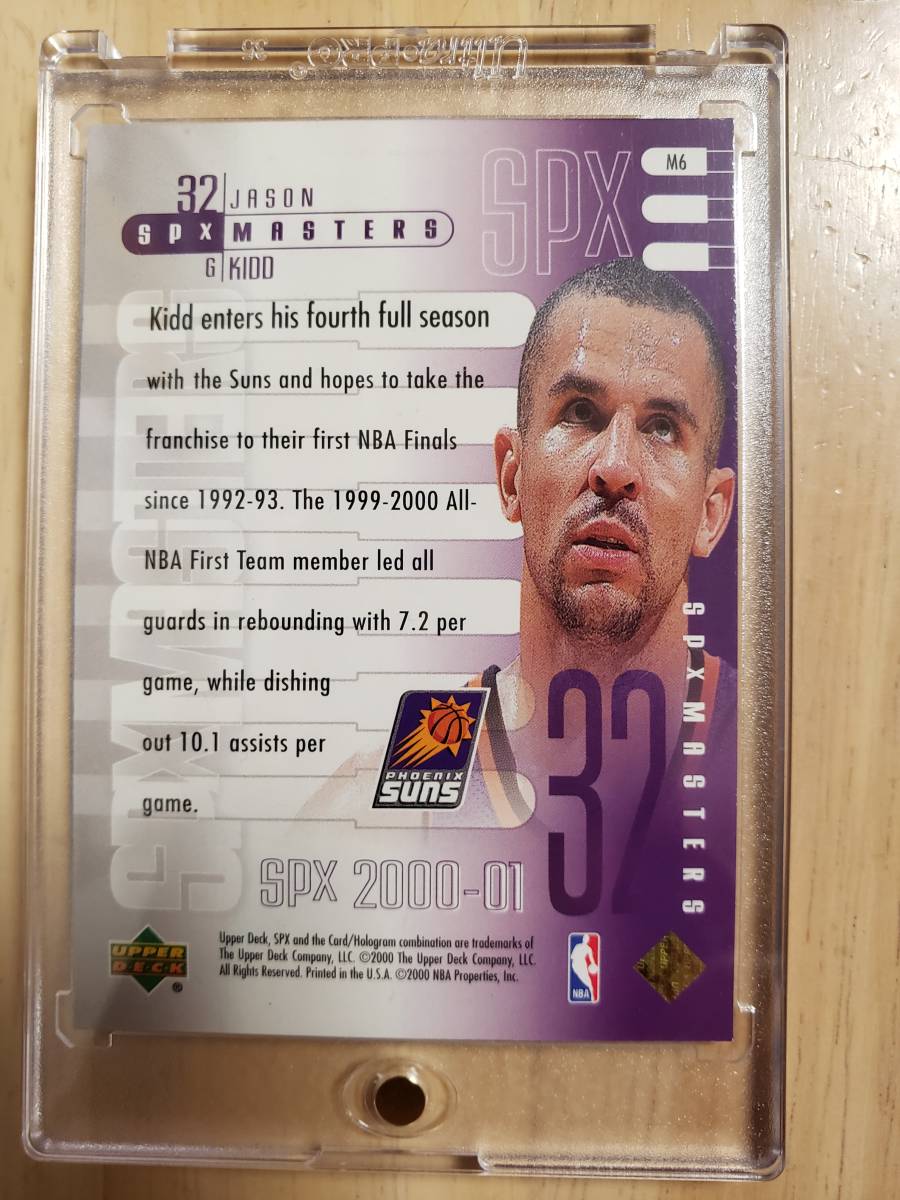 35
UltraPRO®
32 JASON
SPX MASTERS
G KIDD
SPX
M6
Kidd enters his fourth full season
with the Suns and hopes to take the
franchise to their first NBA Finals
since 1992-93. The 1999-2000 All-
NBA First Team member led all
guards in rebounding with 7.2 per
game, while dishing
out 10.1 assists per
game.
PHOENIX
SUNS
32
SPX MASTERS
SPX 2000-01
UPPER
DECK
®
Upper Deck, SPX and the Card/Hologram combination are trademarks of
The Upper Deck Company, LLC. ©2000 The Upper Deck Company, LLC.
All Rights Reserved. Printed in the U.S.A. ©2000 NBA Properties, Inc.
NBA